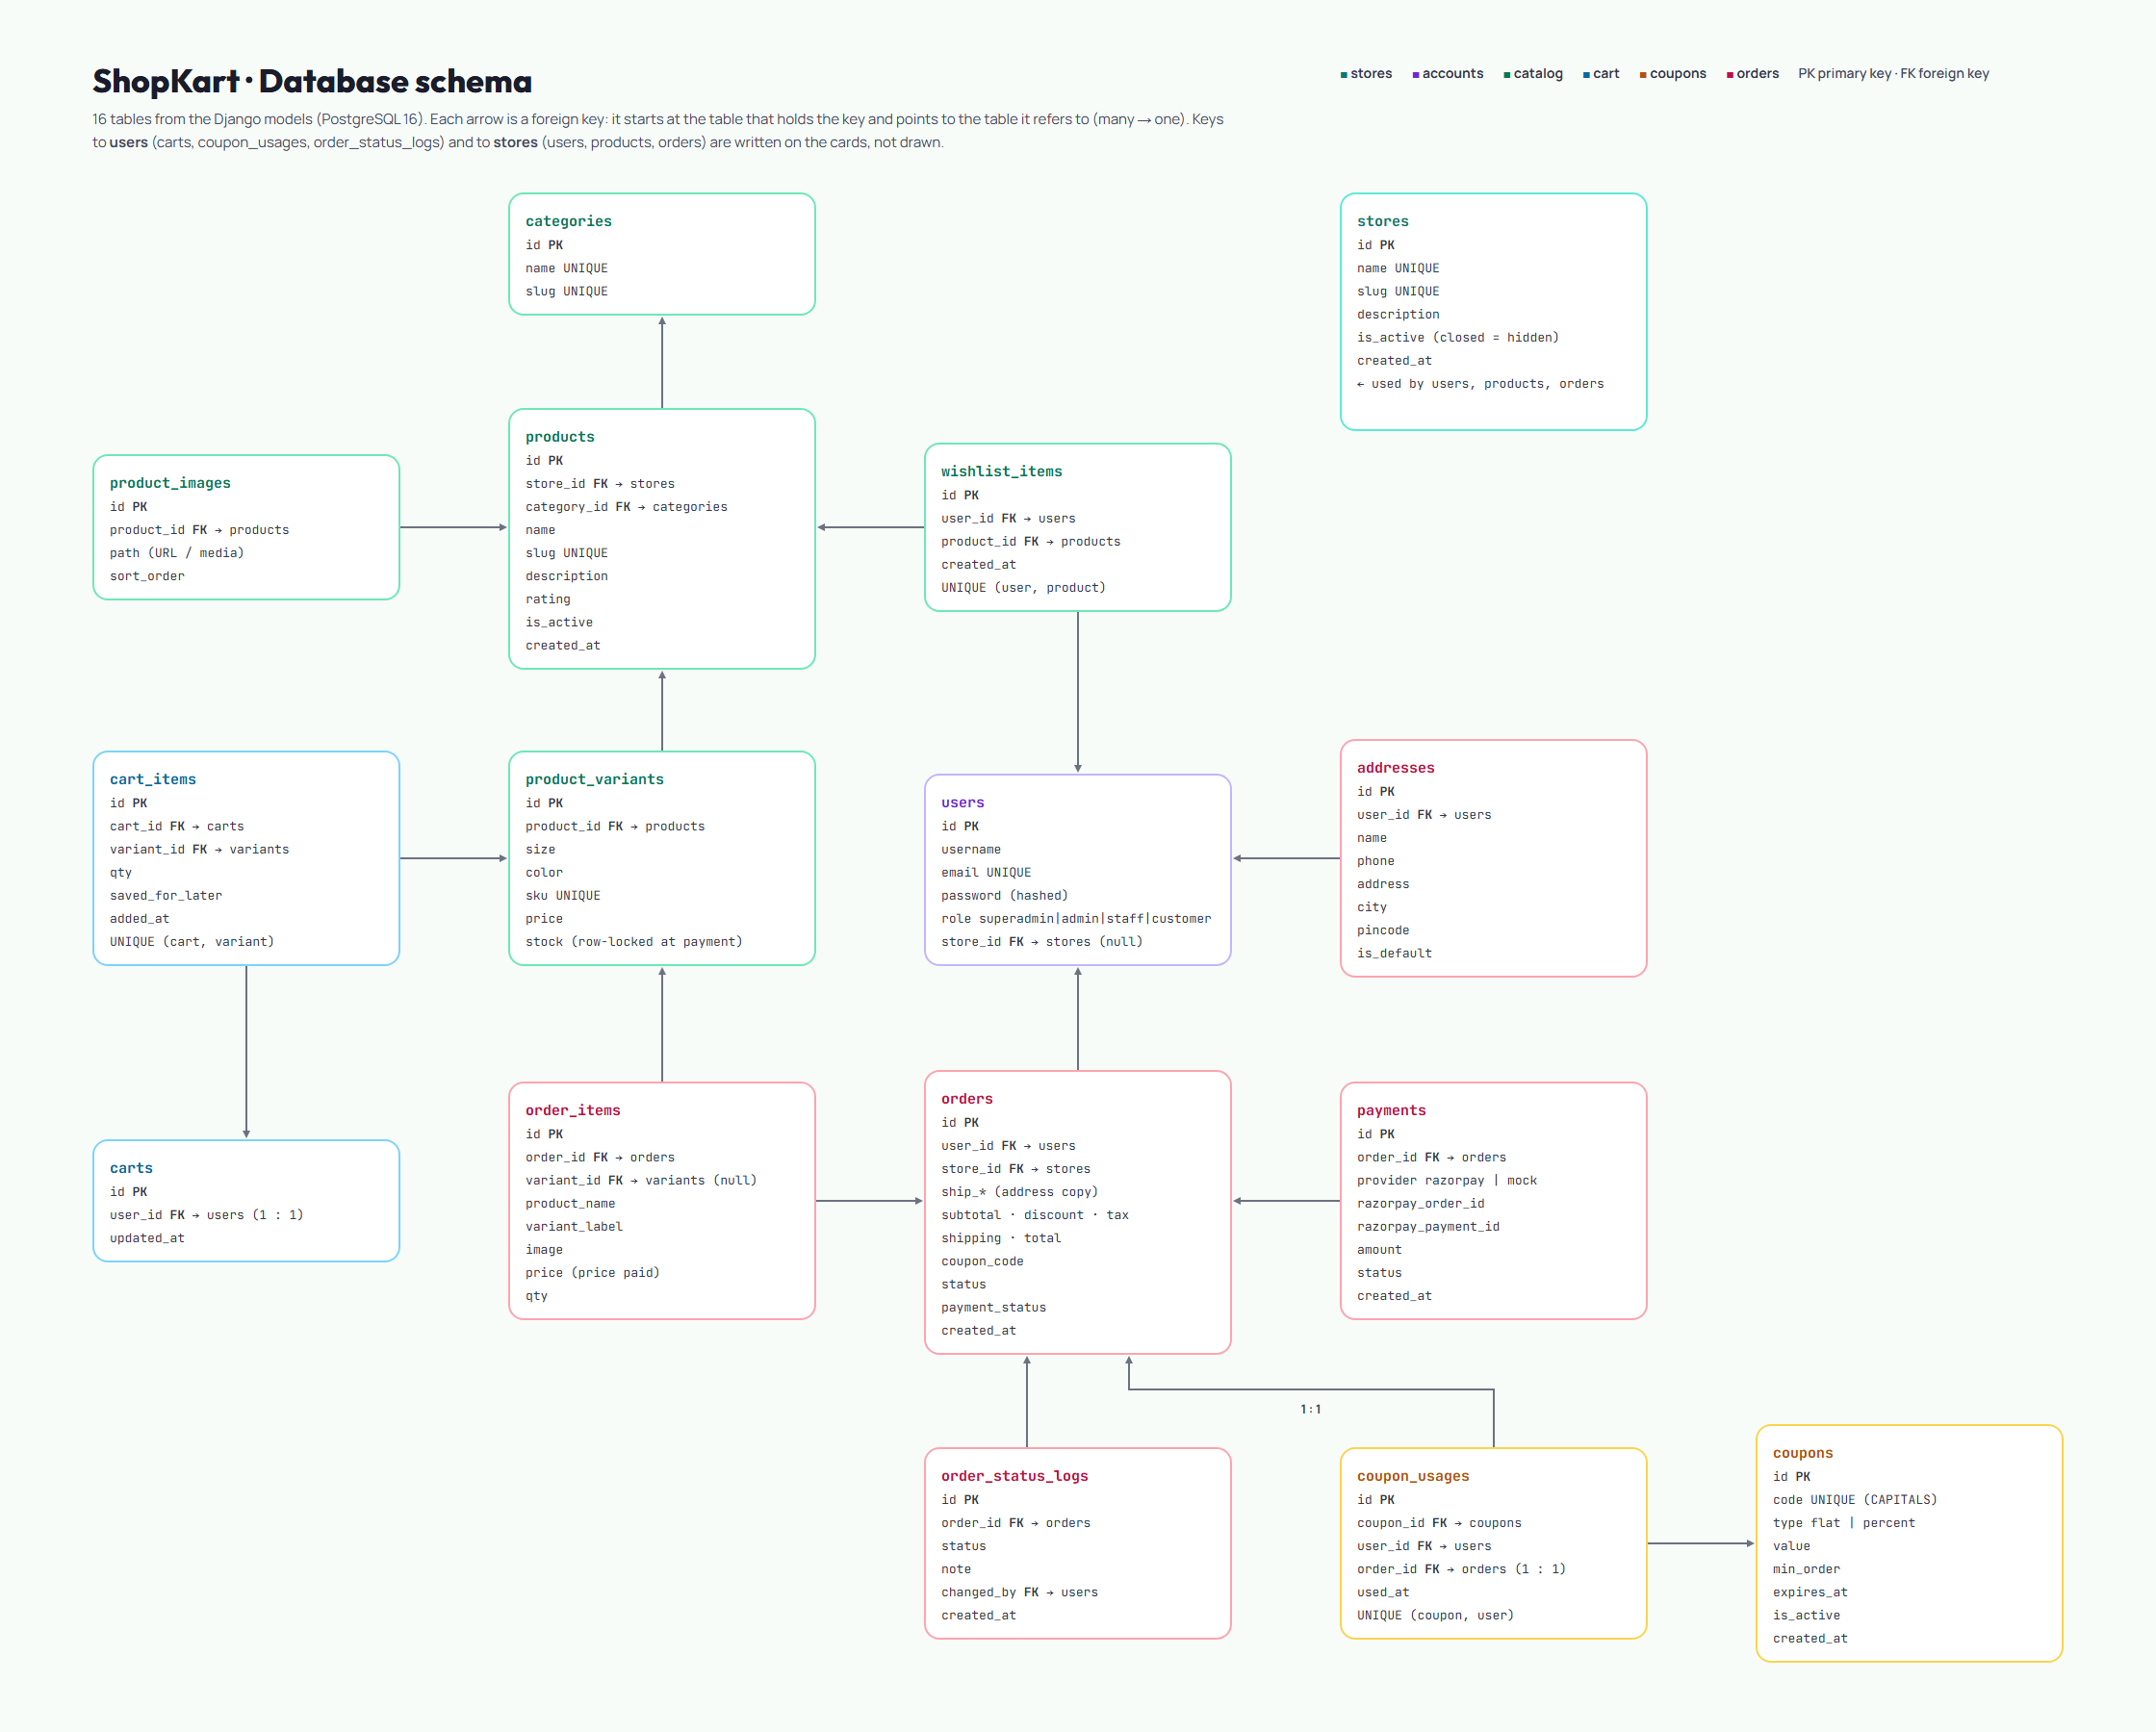 ShopKart · Database schema
■ stores ■ accounts ■ catalog ■ cart ■ coupons ■ orders PK primary key · FK foreign key
16 tables from the Django models (PostgreSQL 16). Each arrow is a foreign key: it starts at the table that holds the key and points to the table it refers to (many → one). Keys
to users (carts, coupon_usages, order_status_logs) and to stores (users, products, orders) are written on the cards, not drawn.
categories
id PK
name UNIQUE
slug UNIQUE
stores
id PK
name UNIQUE
slug UNIQUE
description
is_active (closed = hidden)
created_at
← used by users, products, orders
product_images
id PK
product_id FK → products
path (URL / media)
sort_order
products
id PK
store_id FK → stores
category_id FK → categories
name
slug UNIQUE
description
rating
is_active
created_at
wishlist_items
id PK
user_id FK → users
product_id FK → products
created_at
UNIQUE (user, product)
cart_items
id PK
cart_id FK → carts
variant_id FK → variants
qty
saved_for_later
added_at
UNIQUE (cart, variant)
product_variants
id PK
product_id FK → products
size
color
sku UNIQUE
price
stock (row-locked at payment)
users
id PK
username
email UNIQUE
password (hashed)
role superadmin|admin|staff|customer
store_id FK → stores (null)
addresses
id PK
user_id FK → users
name
phone
address
city
pincode
is_default
carts
id PK
user_id FK → users (1 : 1)
updated_at
order_items
id PK
order_id FK → orders
variant_id FK → variants (null)
product_name
variant_label
image
price (price paid)
qty
orders
id PK
user_id FK → users
store_id FK → stores
ship_* (address copy)
subtotal · discount · tax
shipping · total
coupon_code
status
payment_status
created_at
payments
id PK
order_id FK → orders
provider razorpay | mock
razorpay_order_id
razorpay_payment_id
amount
status
created_at
1 : 1
order_status_logs
id PK
order_id FK → orders
status
note
changed_by FK → users
created_at
coupon_usages
id PK
coupon_id FK → coupons
user_id FK → users
order_id FK → orders (1 : 1)
used_at
UNIQUE (coupon, user)
coupons
id PK
code UNIQUE (CAPITALS)
type flat | percent
value
min_order
expires_at
is_active
created_at